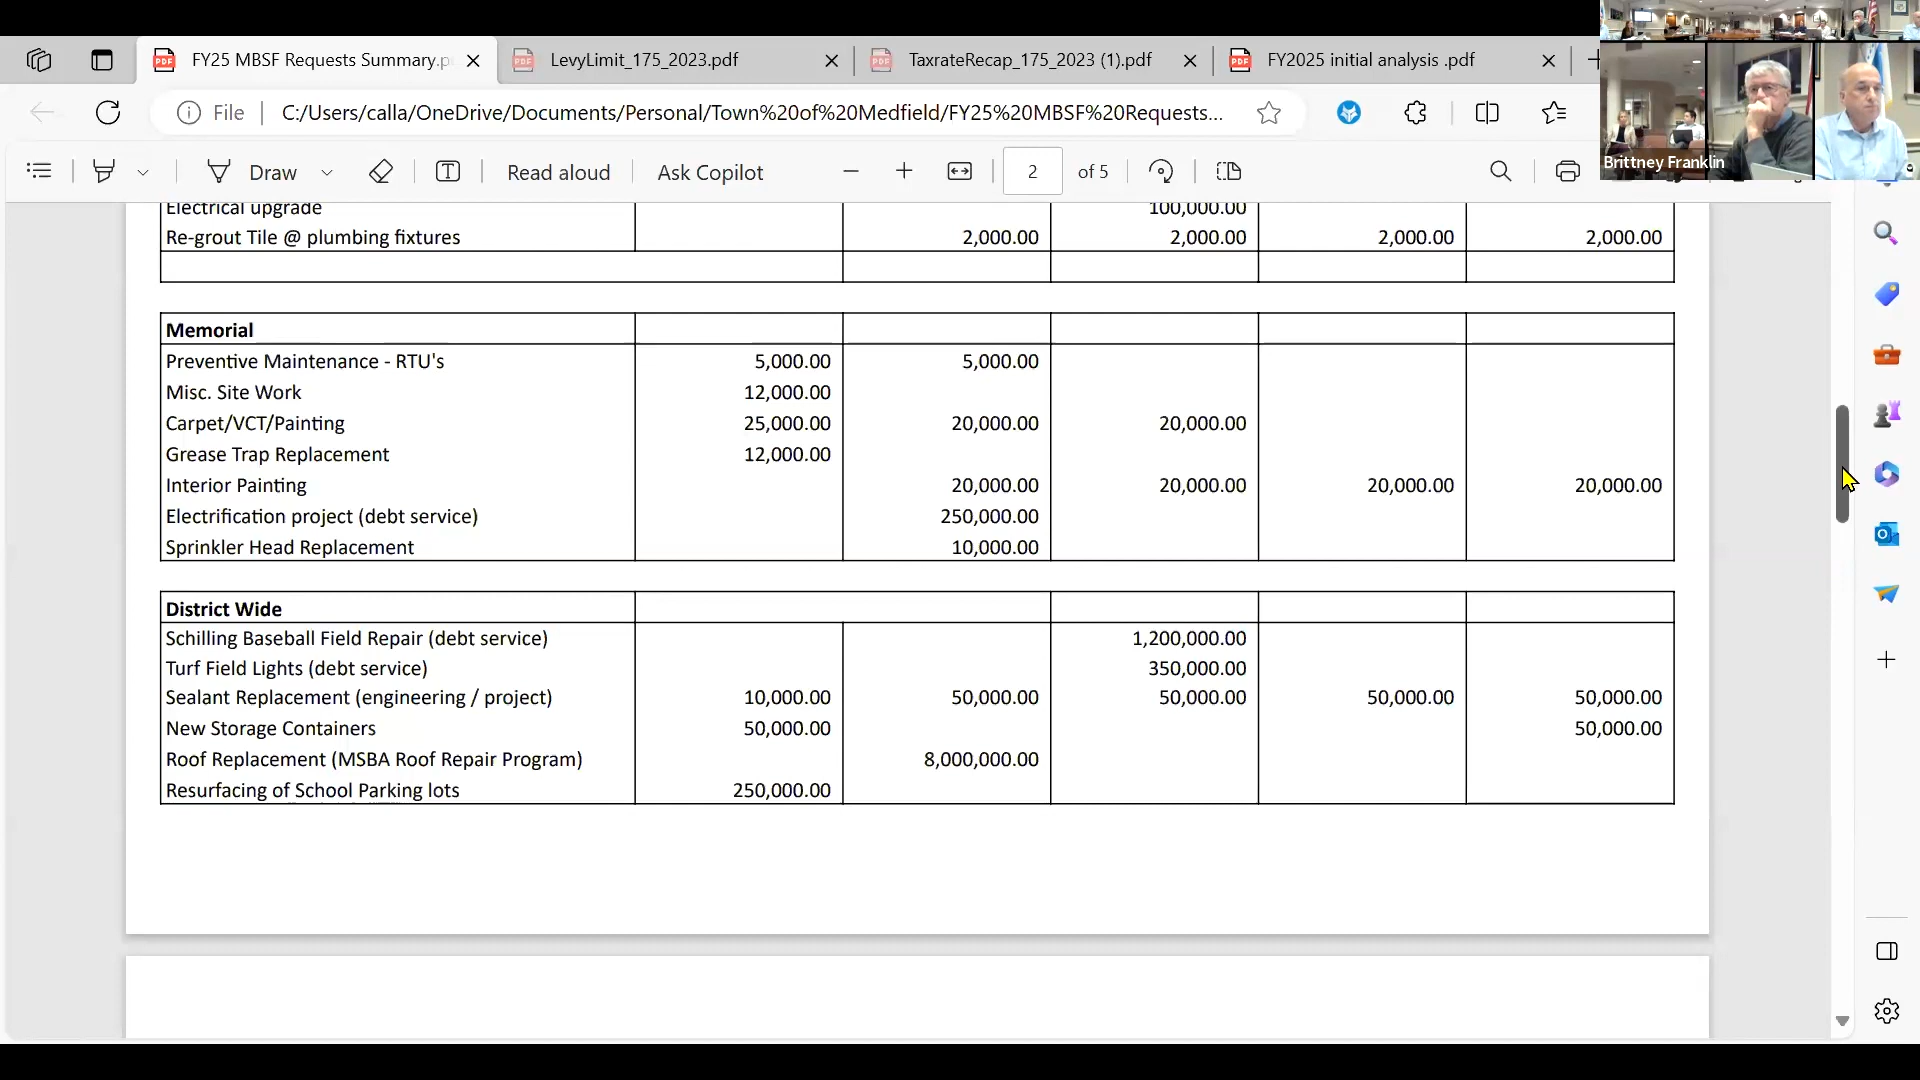 FY25 MBSF Requests Summary.p
LevyLimit_175_2023.pdf
TaxrateRecap_175_2023 (1).pdf
FY2025 initial analysis .pdf
File
C:/Users/calla/OneDrive/Documents/Personal/Town%20of%20Medfield/FY25%20MBSF%20Requests...
Brittney Franklin
Draw
Read aloud
Ask Copilot
2
of 5
Electrical upgrade 100,000.00
Re-grout Tile @ plumbing fixtures 2,000.00 2,000.00 2,000.00 2,000.00
Memorial
Preventive Maintenance - RTU's 5,000.00 5,000.00
Misc. Site Work 12,000.00
Carpet/VCT/Painting 25,000.00 20,000.00 20,000.00
Grease Trap Replacement 12,000.00
Interior Painting 20,000.00 20,000.00 20,000.00 20,000.00
Electrification project (debt service) 250,000.00
Sprinkler Head Replacement 10,000.00
District Wide
Schilling Baseball Field Repair (debt service) 1,200,000.00
Turf Field Lights (debt service) 350,000.00
Sealant Replacement (engineering / project) 10,000.00 50,000.00 50,000.00 50,000.00 50,000.00
New Storage Containers 50,000.00 50,000.00
Roof Replacement (MSBA Roof Repair Program) 8,000,000.00
Resurfacing of School Parking lots 250,000.00